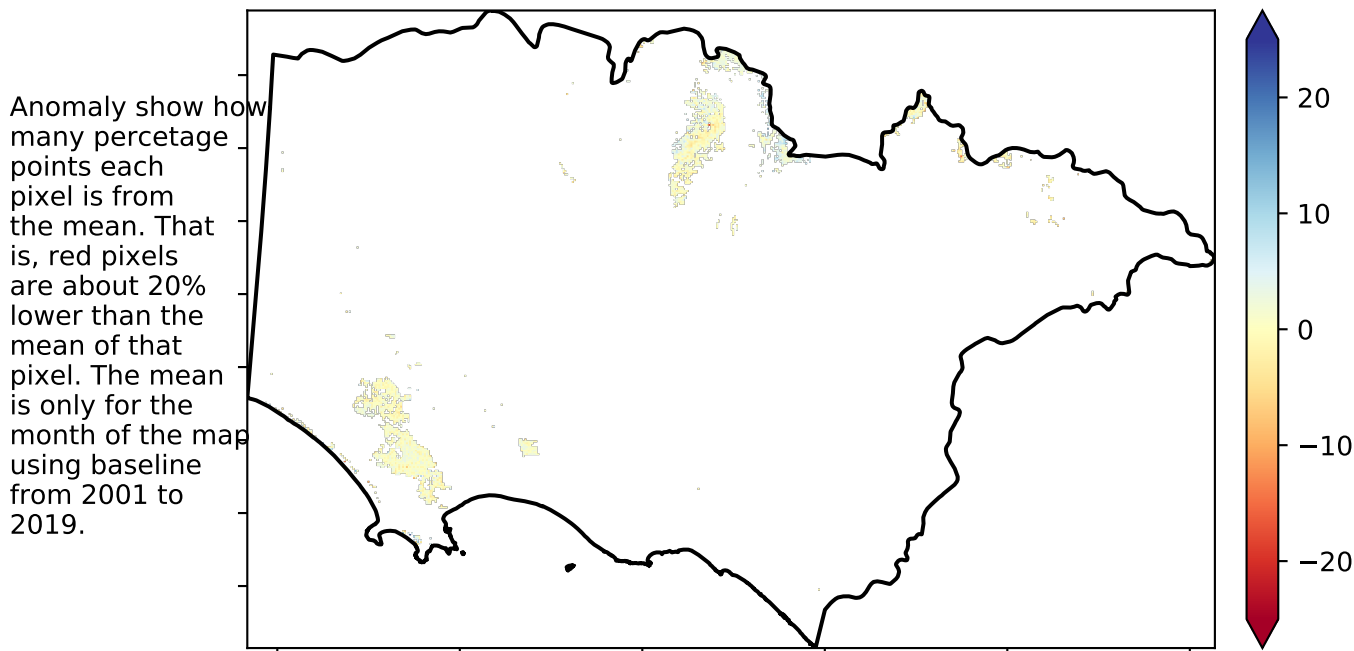 Anomaly show how
many percetage
points each
pixel is from
the mean. That
is, red pixels
are about 20%
lower than the
mean of that
pixel. The mean
is only for the
month of the map
using baseline
from 2001 to
2019.
20
10
0
−10
−20